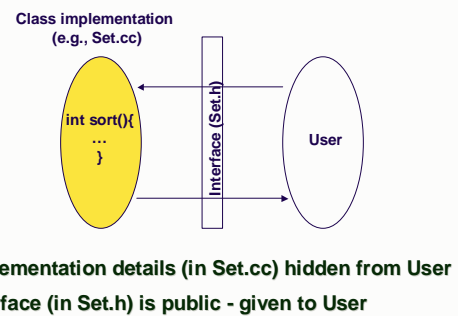 Class implementation
(e.g., Set.cc)
int sort(){
...
}
Interface (Set.h)
User
ementation details (in Set.cc) hidden from User
face (in Set.h) is public - given to User